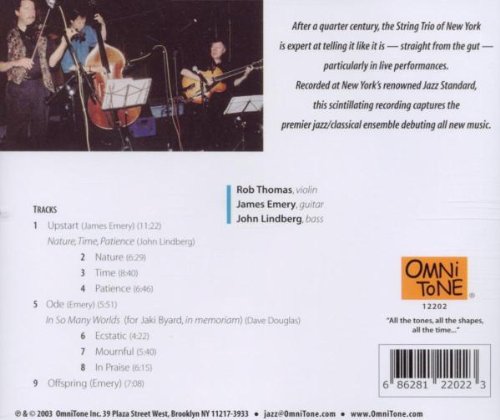 After a quarter century, the String Trio of New York
is expert at telling it like it is — straight from the gut —
particularly in live performances.
Recorded at New York's renowned Jazz Standard,
this scintillating recording captures the
premier jazz/classical ensemble debuting all new music.
Rob Thomas, violin
James Emery, guitar
John Lindberg, bass
TRACKS
1 Upstart (James Emery) (11:22)
Nature, Time, Patience (John Lindberg)
2 Nature (6:29)
3 Time (8:40)
4 Patience (6:46)
5 Ode (Emery) (5:51)
In So Many Worlds (for Jaki Byard, in memoriam) (Dave Douglas)
6 Ecstatic (4:22)
7 Mournful (5:40)
8 In Praise (6:15)
9 Offspring (Emery) (7:08)
OMNi
TONE ®
12202
"All the tones, all the shapes,
all the time..."
6 86281 22022 3
℗ & © 2003 OmniTone Inc. 39 Plaza Street West, Brooklyn NY 11217-3933 • jazz@OmniTone.com • www.OmniTone.com